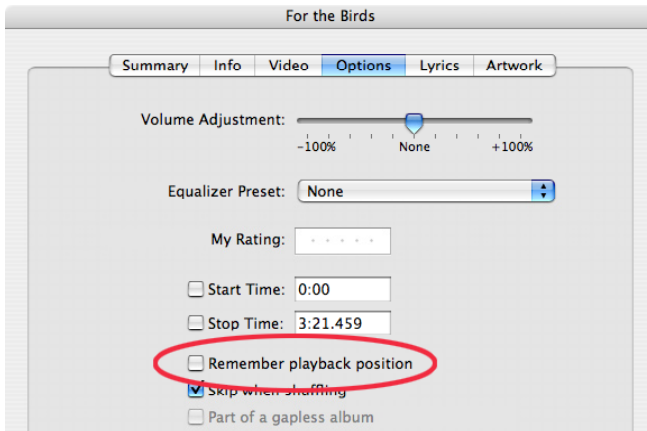 For the Birds
Summary Info Video Options Lyrics Artwork
Volume Adjustment:
-100% None +100%
Equalizer Preset: None
My Rating:
Start Time: 0:00
Stop Time: 3:21.459
Remember playback position
Skip when shuffling
Part of a gapless album